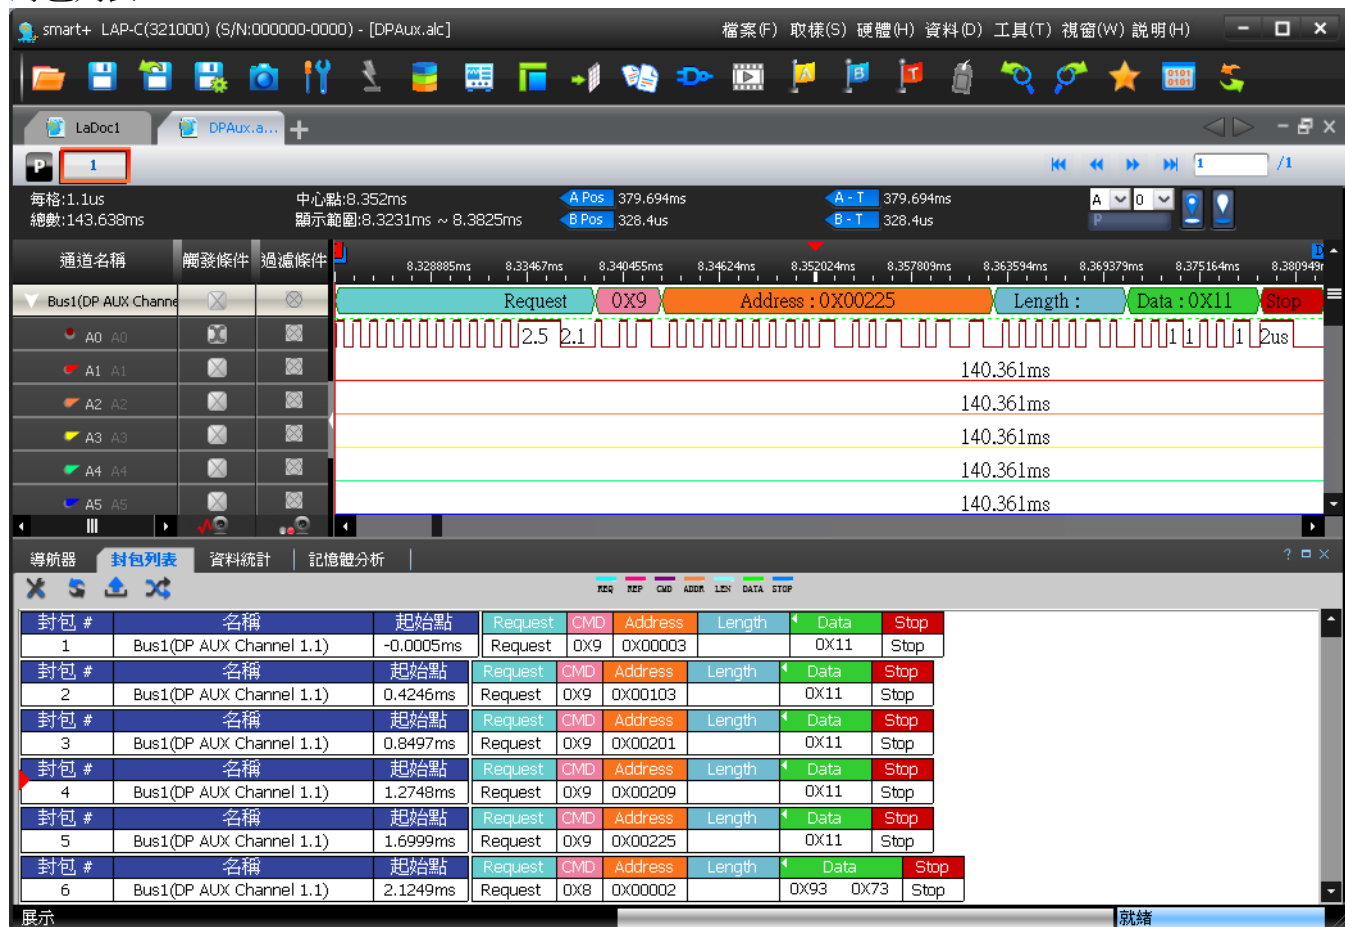 smart+ LAP-C(321000) (S/N:000000-0000) - [DPAux.alc] 檔案(F) 取樣(S) 硬體(H) 資料(D) 工具(T) 視窗(W) 説明(H)
LaDoc1 DPAux.a...
P 1 1 /1
每格:1.1us 中心點:8.352ms A Pos 379.694ms A - T 379.694ms A 0
總數:143.638ms 顯示範圍:8.3231ms ~ 8.3825ms B Pos 328.4us B - T 328.4us P
通道名稱 觸發條件 過濾條件 8.328885ms 8.33467ms 8.340455ms 8.34624ms 8.352024ms 8.357809ms 8.363594ms 8.369379ms 8.375164ms 8.380949m
Bus1(DP AUX Channe Request 0X9 Address : 0X00225 Length : Data : 0X11 Stop
A0 A0 2.5 2.1 1 1 1 2us
A1 A1 140.361ms
A2 A2 140.361ms
A3 A3 140.361ms
A4 A4 140.361ms
A5 A5 140.361ms
導航器 封包列表 資料統計 記憶體分析
REQ REP CMD ADDR LEN DATA STOP
封包 # 名稱 起始點 Request CMD Address Length Data Stop
1 Bus1(DP AUX Channel 1.1) -0.0005ms Request 0X9 0X00003 0X11 Stop
封包 # 名稱 起始點 Request CMD Address Length Data Stop
2 Bus1(DP AUX Channel 1.1) 0.4246ms Request 0X9 0X00103 0X11 Stop
封包 # 名稱 起始點 Request CMD Address Length Data Stop
3 Bus1(DP AUX Channel 1.1) 0.8497ms Request 0X9 0X00201 0X11 Stop
封包 # 名稱 起始點 Request CMD Address Length Data Stop
4 Bus1(DP AUX Channel 1.1) 1.2748ms Request 0X9 0X00209 0X11 Stop
封包 # 名稱 起始點 Request CMD Address Length Data Stop
5 Bus1(DP AUX Channel 1.1) 1.6999ms Request 0X9 0X00225 0X11 Stop
封包 # 名稱 起始點 Request CMD Address Length Data Stop
6 Bus1(DP AUX Channel 1.1) 2.1249ms Request 0X8 0X00002 0X93 0X73 Stop
展示 就緒